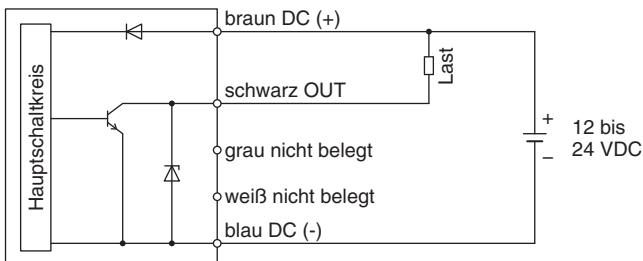 braun DC (+)
Hauptschaltkreis
Last
schwarz OUT
+
12 bis
24 VDC
–
grau nicht belegt
weiß nicht belegt
blau DC (-)